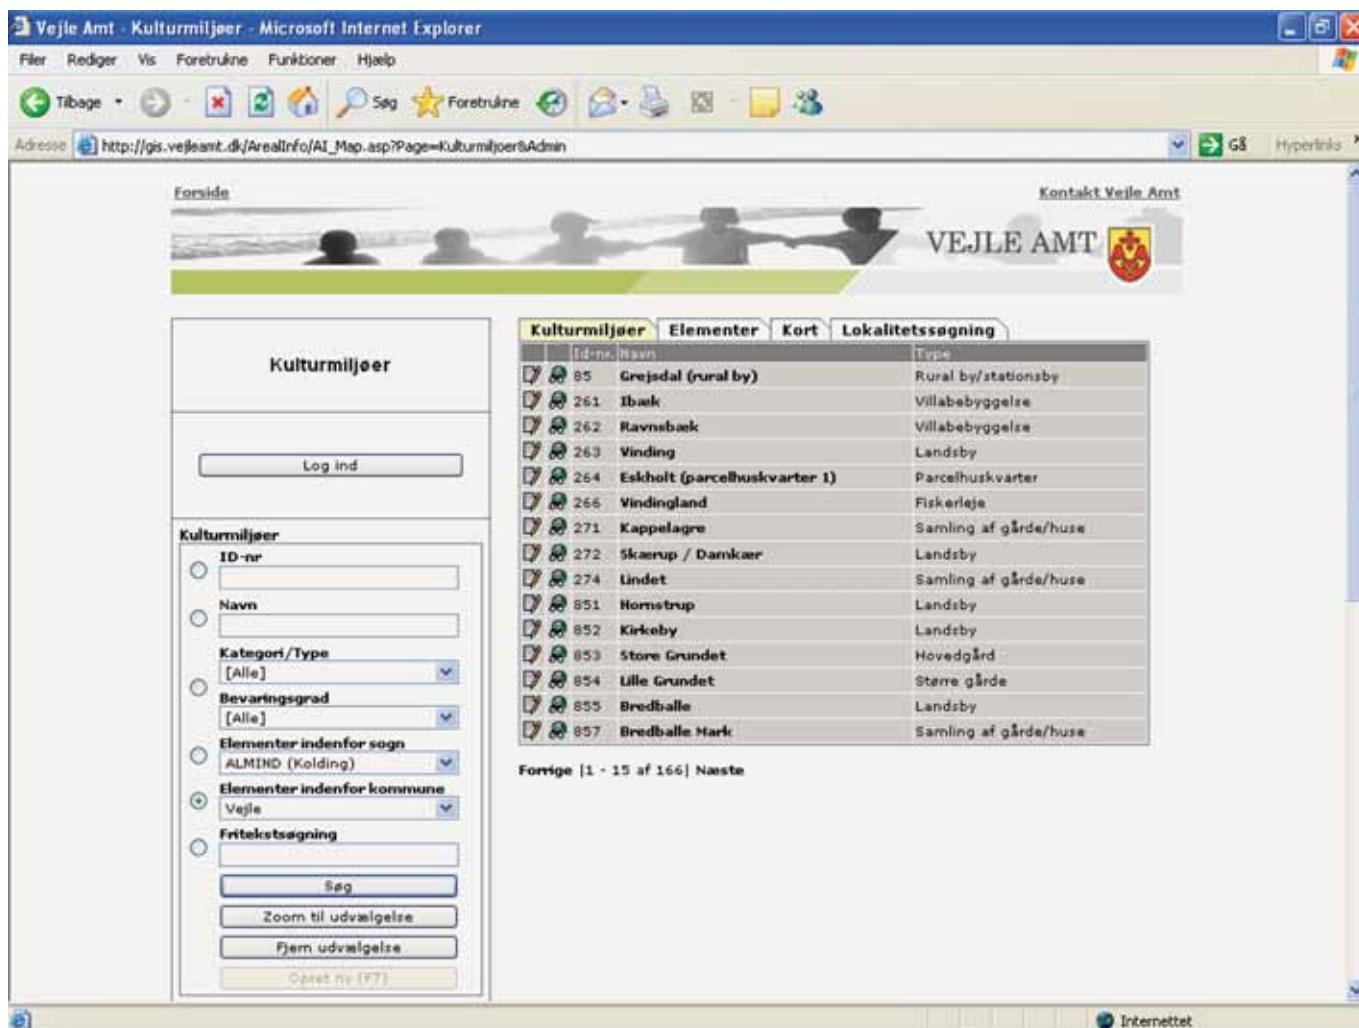 Vejle Amt - Kulturmiljøer - Microsoft Internet Explorer
Filer Rediger Vis Foretrukne Funktioner Hjælp
Tilbage Søg Foretrukne
Adresse http://gis.vejleamt.dk/ArealInfo/AI_Map.asp?Page=Kulturmiljoer&Admin Gå Hyperlinks
Forside Kontakt Vejle Amt
VEJLE AMT
Kulturmiljøer
Log ind
Kulturmiljøer
ID-nr
Navn
Kategori/Type
[Alle]
Bevaringsgrad
[Alle]
Elementer indenfor sogn
ALMIND (Kolding)
Elementer indenfor kommune
Vejle
Fritekstsøgning
Søg
Zoom til udvælgelse
Fjern udvælgelse
Opret ny (F7)
Kulturmiljøer Elementer Kort Lokalitetssøgning
Id-nr. Navn Type
85 Grejsdal (rural by) Rural by/stationsby
261 Ibæk Villabebyggelse
262 Ravnsbæk Villabebyggelse
263 Vinding Landsby
264 Eskholt (parcelhuskvarter 1) Parcelhuskvarter
266 Vindingland Fiskerleje
271 Kappelagre Samling af gårde/huse
272 Skærup / Damkær Landsby
274 Lindet Samling af gårde/huse
851 Hornstrup Landsby
852 Kirkeby Landsby
853 Store Grundet Hovedgård
854 Lille Grundet Større gårde
855 Bredballe Landsby
857 Bredballe Mark Samling af gårde/huse
Forrige |1 - 15 af 166| Næste
Internettet